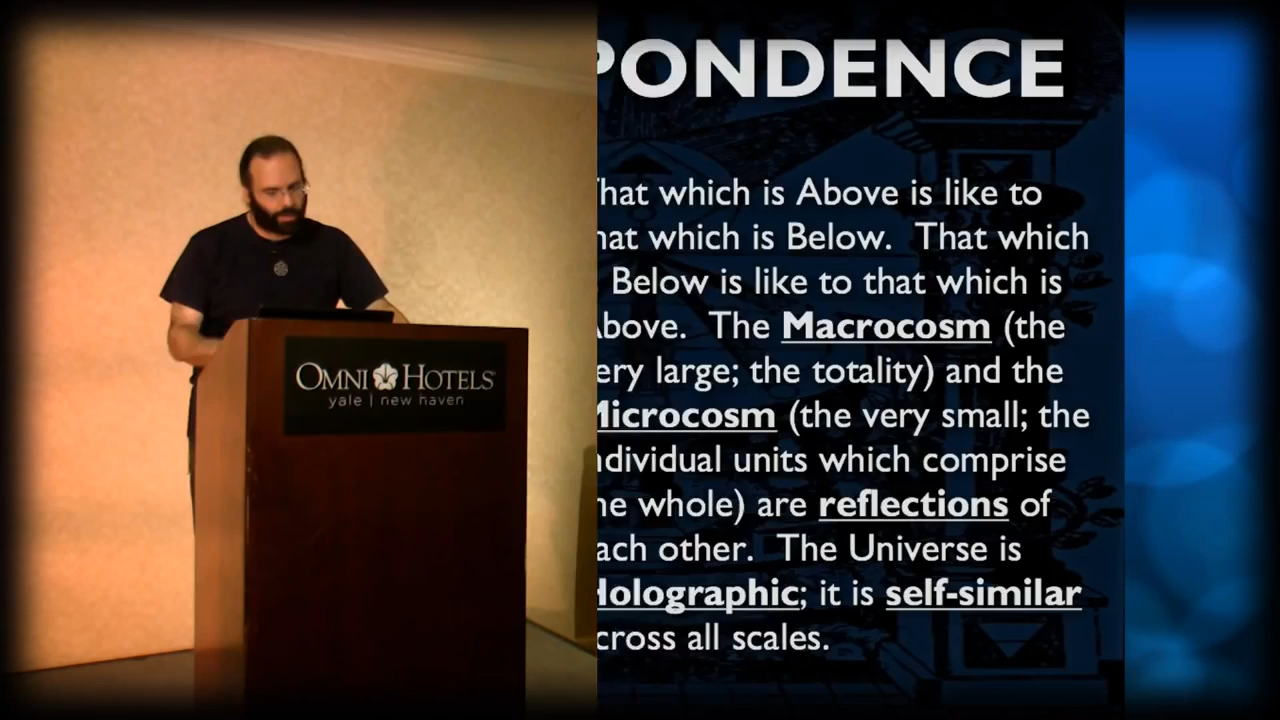 OMNI HOTELS
yale | new haven
PONDENCE
That which is Above is like to
hat which is Below. That which
Below is like to that which is
Above. The Macrocosm (the
ery large; the totality) and the
Microcosm (the very small; the
ndividual units which comprise
he whole) are reflections of
ach other. The Universe is
Holographic; it is self-similar
cross all scales.